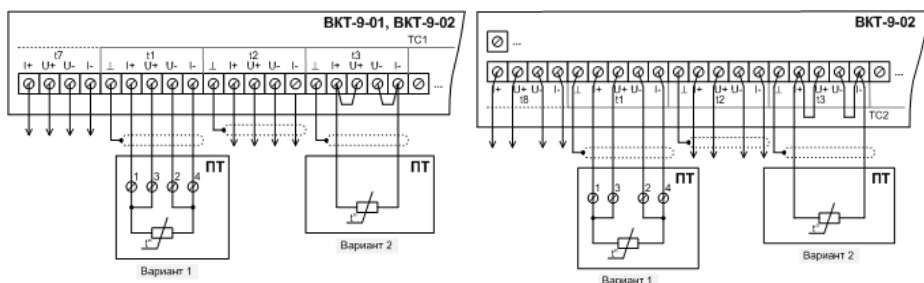 ВКТ-9-01, ВКТ-9-02
ТС1
t7 t1 t2 t3
I+ U+ U- I- ⊥ I+ U+ U- I- ⊥ I+ U+ U- I- ⊥ I+ U+ U- I- ...
ПТ
1 3 2 4
t°
Вариант 1
ПТ
t°
Вариант 2
ВКТ-9-02
...
...
I+ U+ U- I- ⊥ I+ U+ U- I- ⊥ I+ U+ U- I- ⊥ I+ U+ U- I-
t8 t1 t2 t3
ТС2
ПТ
1 3 2 4
t°
Вариант 1
ПТ
t°
Вариант 2